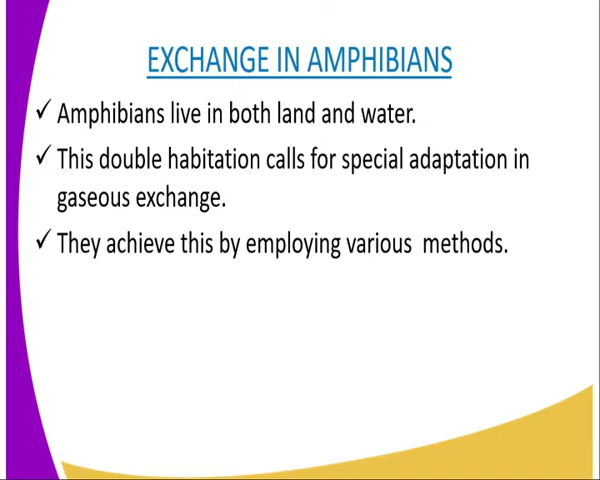 EXCHANGE IN AMPHIBIANS
✓ Amphibians live in both land and water.
✓ This double habitation calls for special adaptation in
gaseous exchange.
✓ They achieve this by employing various  methods.